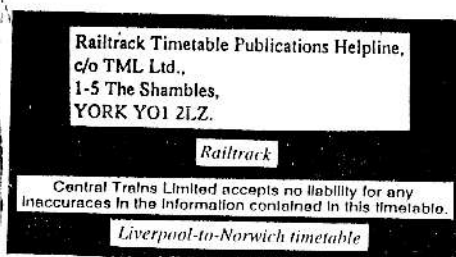 Railtrack Timetable Publications Helpline,
c/o TML Ltd.,
1-5 The Shambles,
YORK YO1 2LZ.
Railtrack
Central Trains Limited accepts no liability for any
inaccuraces in the information contained in this timetable.
Liverpool-to-Norwich timetable